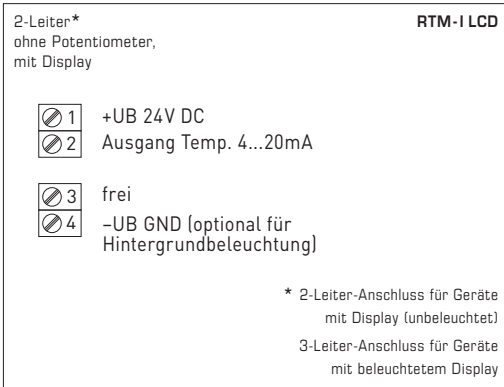 2-Leiter*
ohne Potentiometer,
mit Display
RTM-I LCD
1 +UB 24V DC
2 Ausgang Temp. 4...20mA
3 frei
4 –UB GND (optional für
Hintergrundbeleuchtung)
* 2-Leiter-Anschluss für Geräte
mit Display (unbeleuchtet)
3-Leiter-Anschluss für Geräte
mit beleuchtetem Display